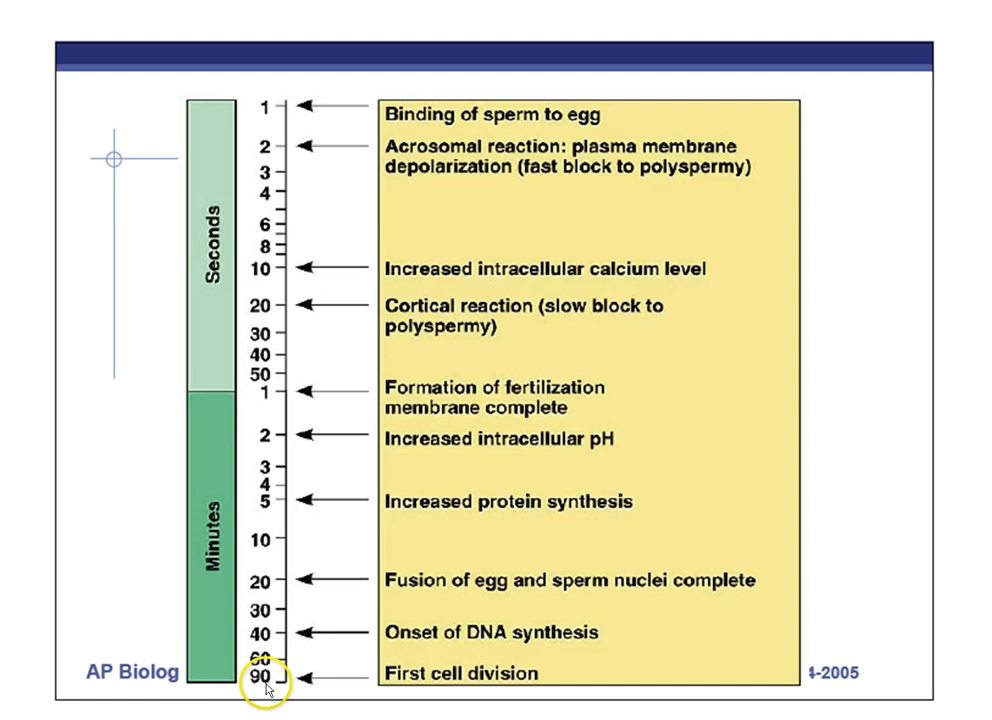 1
Binding of sperm to egg
2
Acrosomal reaction: plasma membrane
depolarization (fast block to polyspermy)
3
4
6
8
Seconds
10
Increased intracellular calcium level
20
Cortical reaction (slow block to
polyspermy)
30
40
50
1
Formation of fertilization
membrane complete
2
Increased intracellular pH
3
4
5
Increased protein synthesis
Minutes
10
20
Fusion of egg and sperm nuclei complete
30
40
Onset of DNA synthesis
60
90
First cell division
AP Biolog
-2005